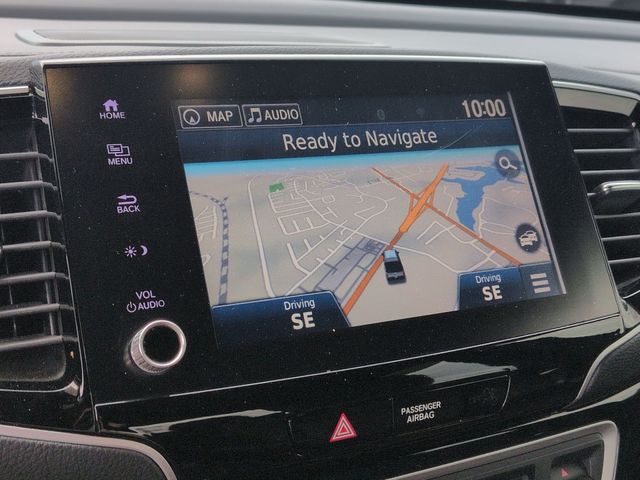 MAP AUDIO 10:00
Ready to Navigate
HOME
MENU
BACK
VOL
AUDIO
Driving
SE
Driving
SE
PASSENGER
AIRBAG